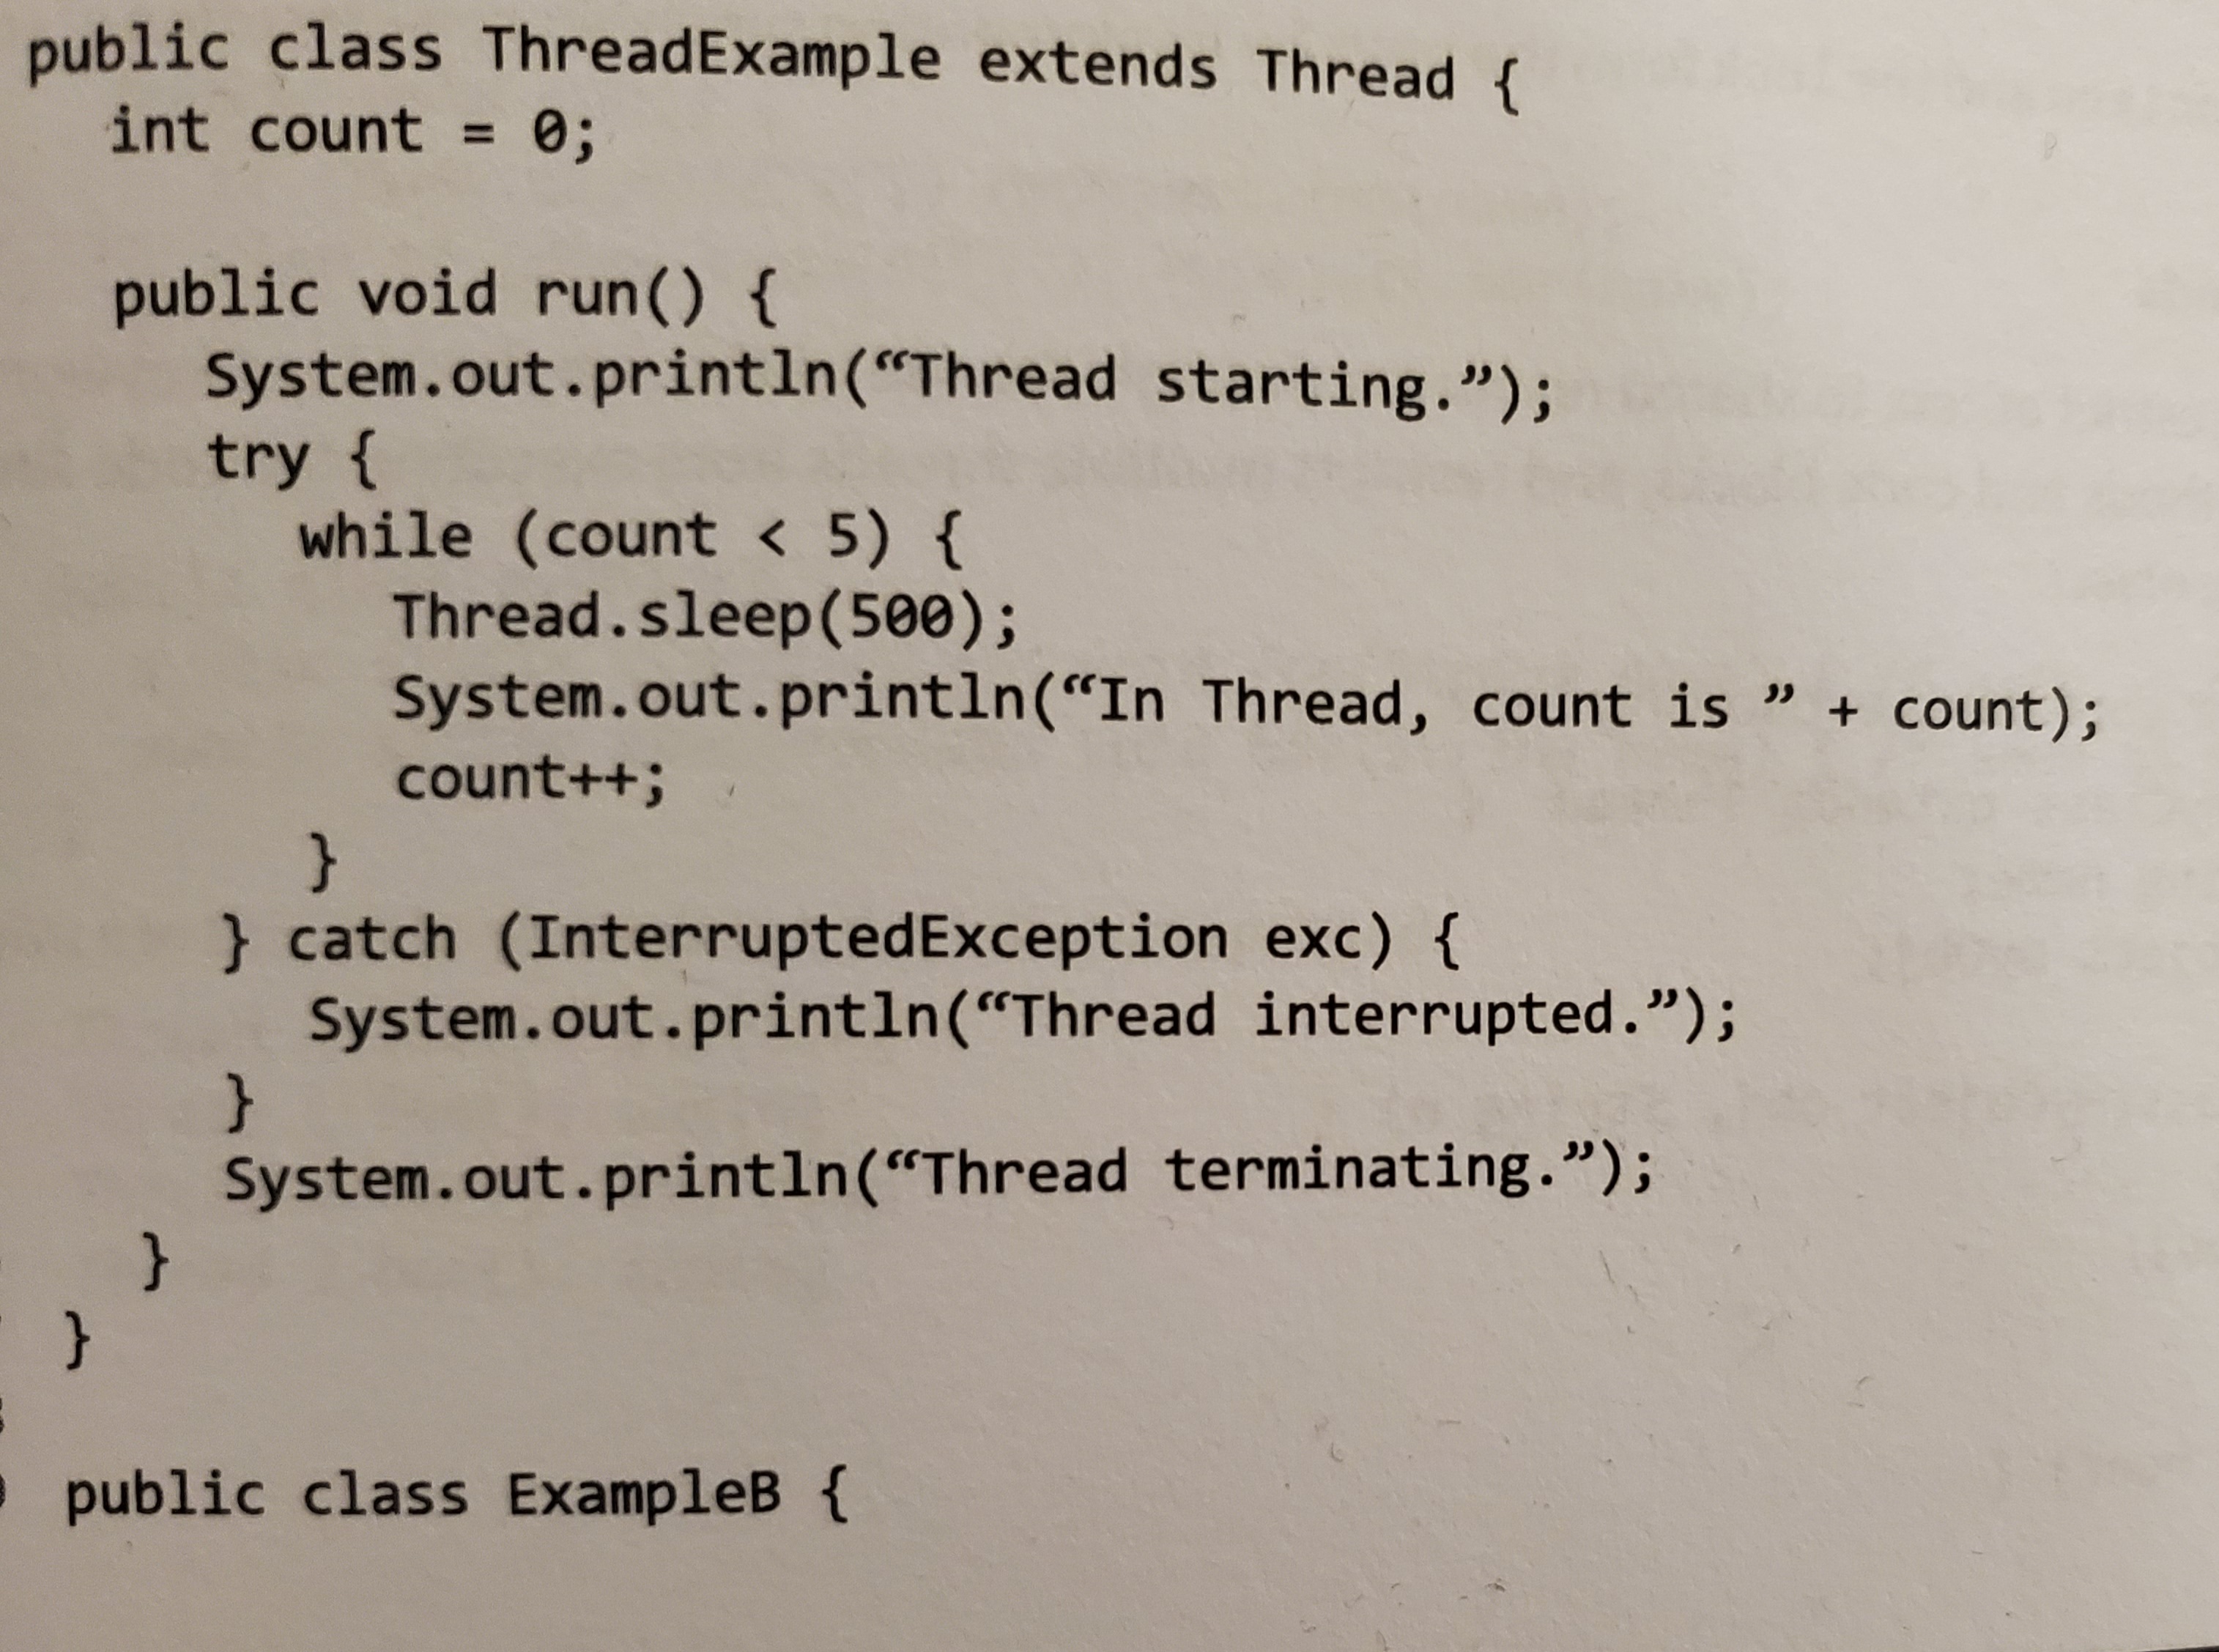 public class ThreadExample extends Thread {
int count = 0;
public void run() {
System.out.println(“Thread starting.”);
try {
while (count < 5) {
Thread.sleep(500);
System.out.println(“In Thread, count is ” + count);
count++;
}
} catch (InterruptedException exc) {
System.out.println(“Thread interrupted.”);
}
System.out.println(“Thread terminating.”);
}
}
public class ExampleB {